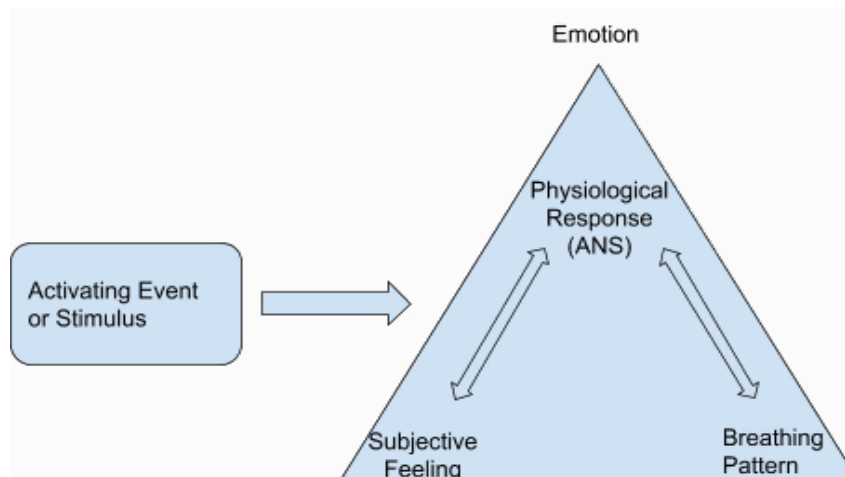 Emotion
Physiological
Response
(ANS)
Activating Event
or Stimulus
Subjective
Feeling
Breathing
Pattern